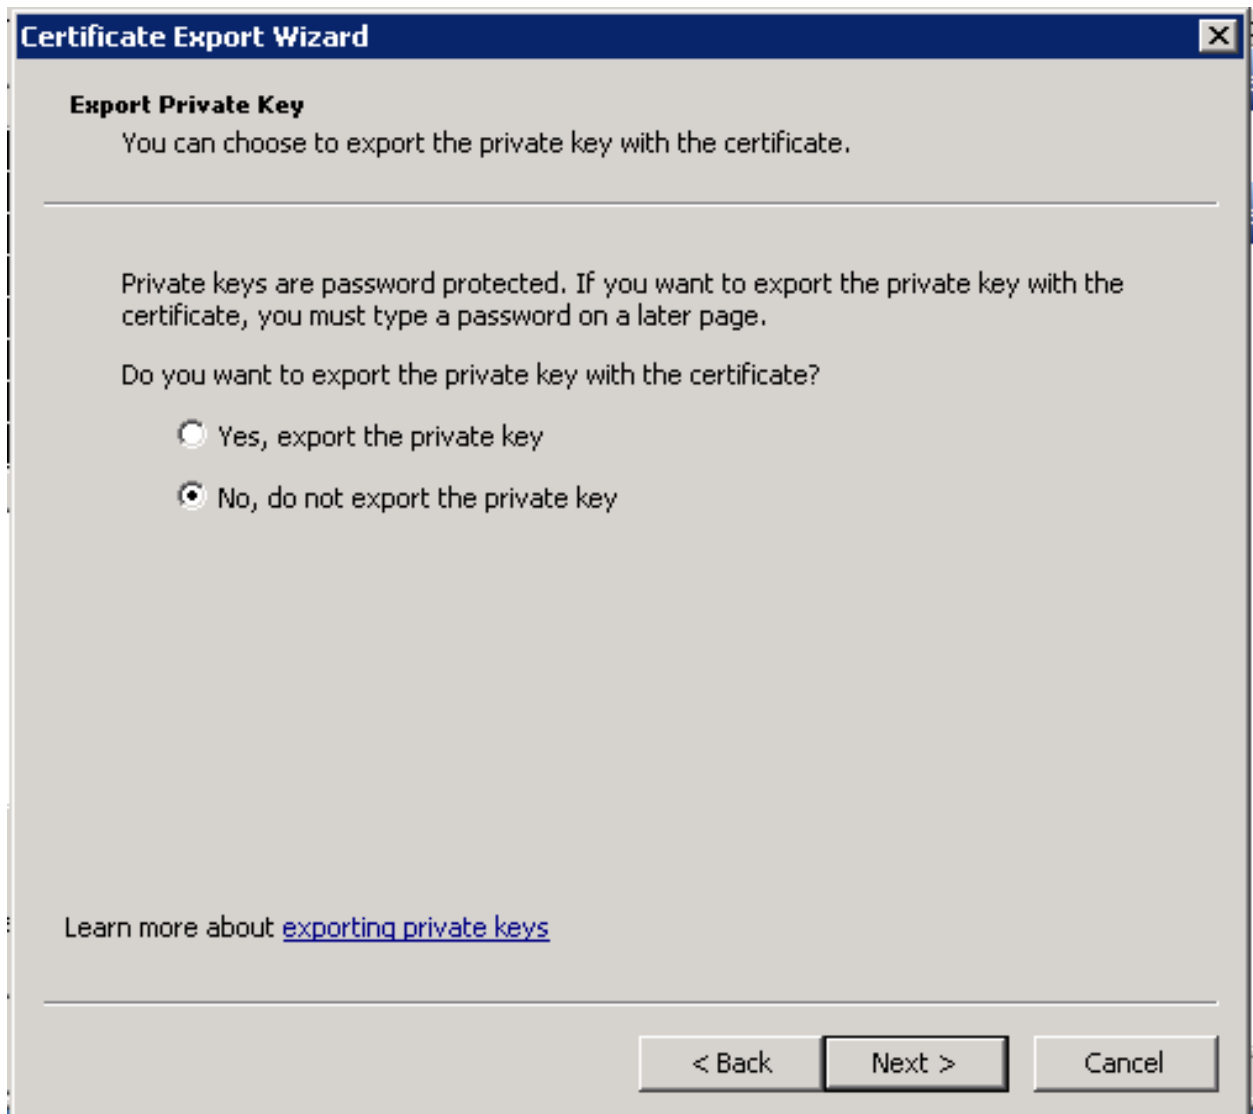 Certificate Export Wizard
Export Private Key
You can choose to export the private key with the certificate.
Private keys are password protected. If you want to export the private key with the
certificate, you must type a password on a later page.
Do you want to export the private key with the certificate?
Yes, export the private key
No, do not export the private key
Learn more about exporting private keys
< Back Next > Cancel